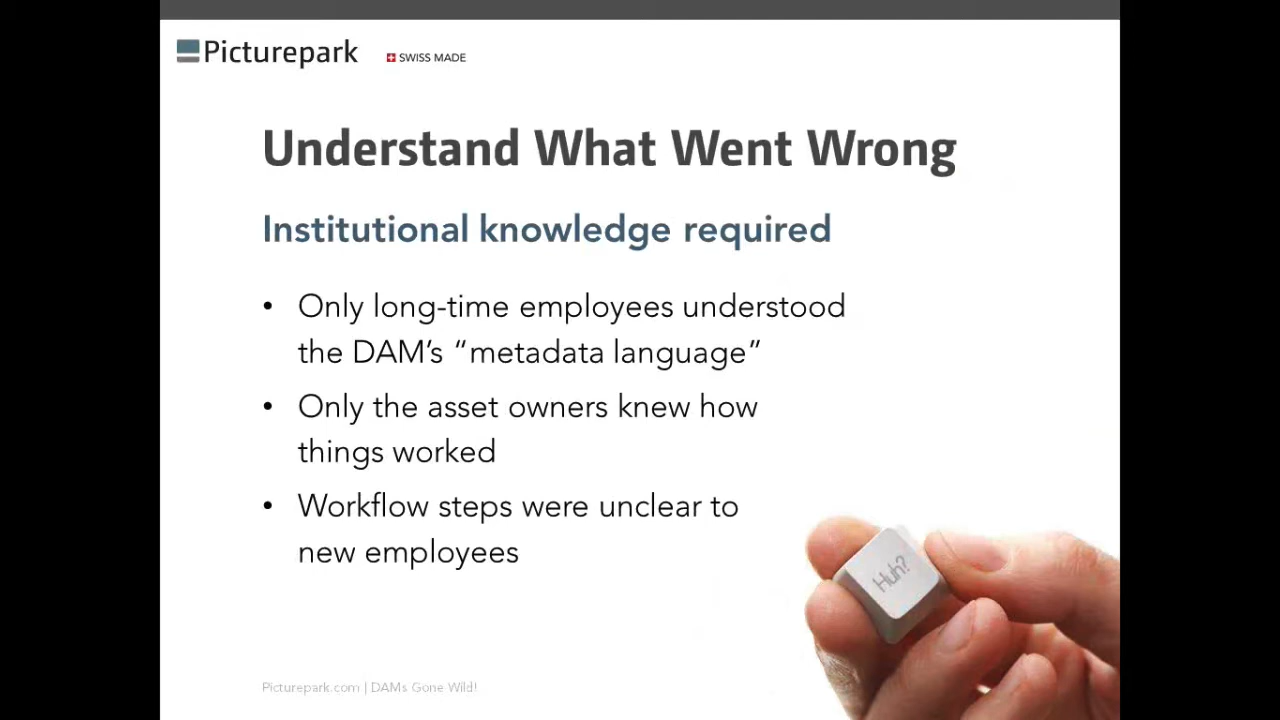 Picturepark
SWISS MADE
Understand What Went Wrong
Institutional knowledge required
• Only long-time employees understood
the DAM’s “metadata language”
• Only the asset owners knew how
things worked
• Workflow steps were unclear to
new employees
Huh?
Picturepark.com | DAMs Gone Wild!